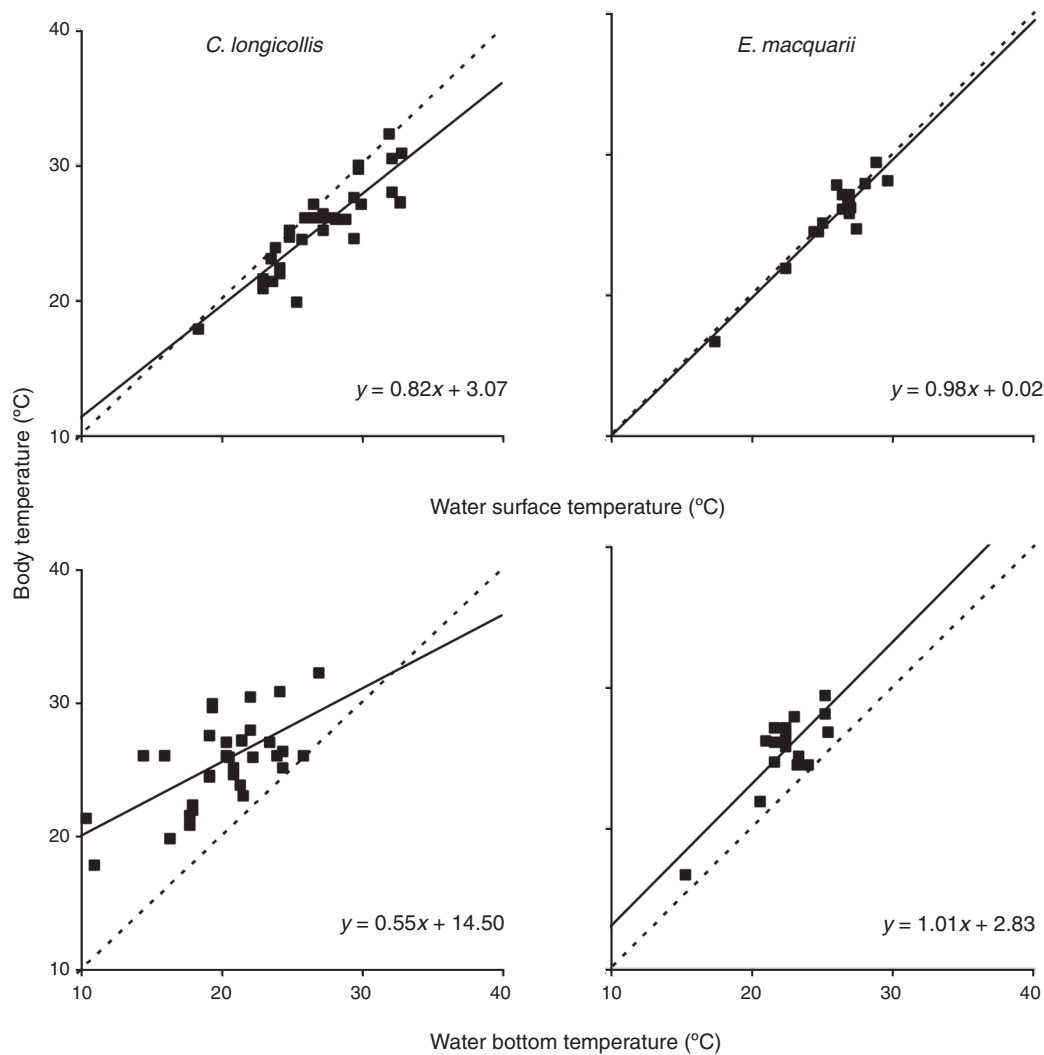 C. longicollis
E. macquarii
40
30
20
10
y = 0.82x + 3.07
y = 0.98x + 0.02
Body temperature (ºC)
Water surface temperature (ºC)
40
30
20
10
y = 0.55x + 14.50
y = 1.01x + 2.83
10 20 30 40
10 20 30 40
Water bottom temperature (ºC)